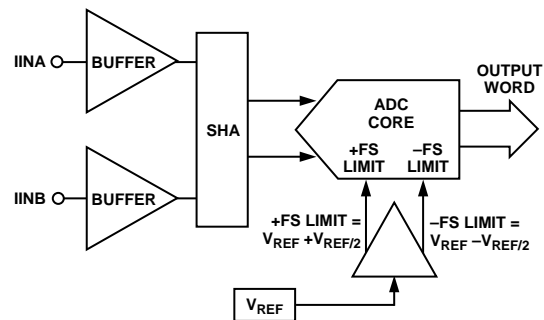 IINA
BUFFER
SHA
ADC
CORE
+FS
LIMIT
–FS
LIMIT
OUTPUT
WORD
IINB
BUFFER
+FS LIMIT =
VREF +VREF/2
–FS LIMIT =
VREF –VREF/2
VREF